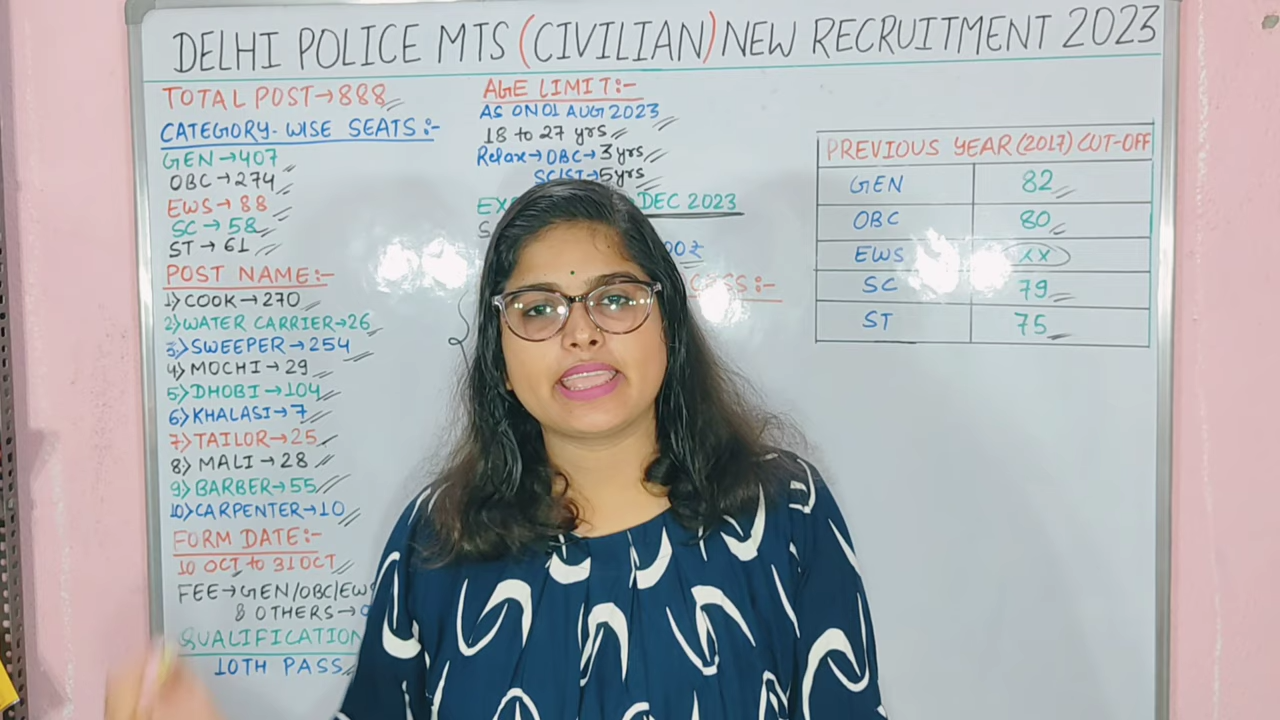 DELHI POLICE MTS (CIVILIAN) NEW RECRUITMENT 2023
TOTAL POST→888
CATEGORY-WISE SEATS:-
GEN→407
OBC→274
EWS→88
SC→58
ST→61
POST NAME:-
1) COOK→270
2) WATER CARRIER→26
3) SWEEPER→254
4) MOCHI→29
5) DHOBI→104
6) KHALASI→7
7) TAILOR→25
8) MALI→28
9) BARBER→55
10) CARPENTER→10
FORM DATE:-
10 OCT to 31 OCT
FEE→GEN/OBC/EW
& OTHERS→
QUALIFICATION
10TH PASS
AGE LIMIT:-
AS ON 01 AUG 2023
18 to 27 yrs
Relax→OBC→3yrs
SC/ST→5yrs
EX
DEC 2023
S
00₹
CESS:-
PREVIOUS YEAR (2017) CUT-OFF
GEN 82
OBC 80
EWS XX
SC 79
ST 75